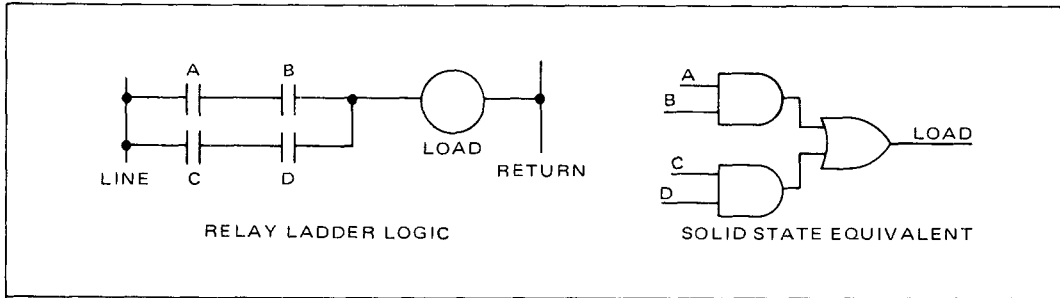 A B
LOAD
LINE C D RETURN
RELAY LADDER LOGIC
A
B
LOAD
C
D
SOLID STATE EQUIVALENT